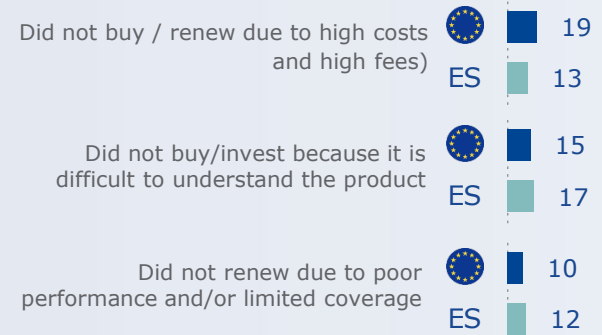 Did not buy / renew due to high costs
and high fees)
19
ES 13
Did not buy/invest because it is
difficult to understand the product
15
ES 17
Did not renew due to poor
performance and/or limited coverage
10
ES 12